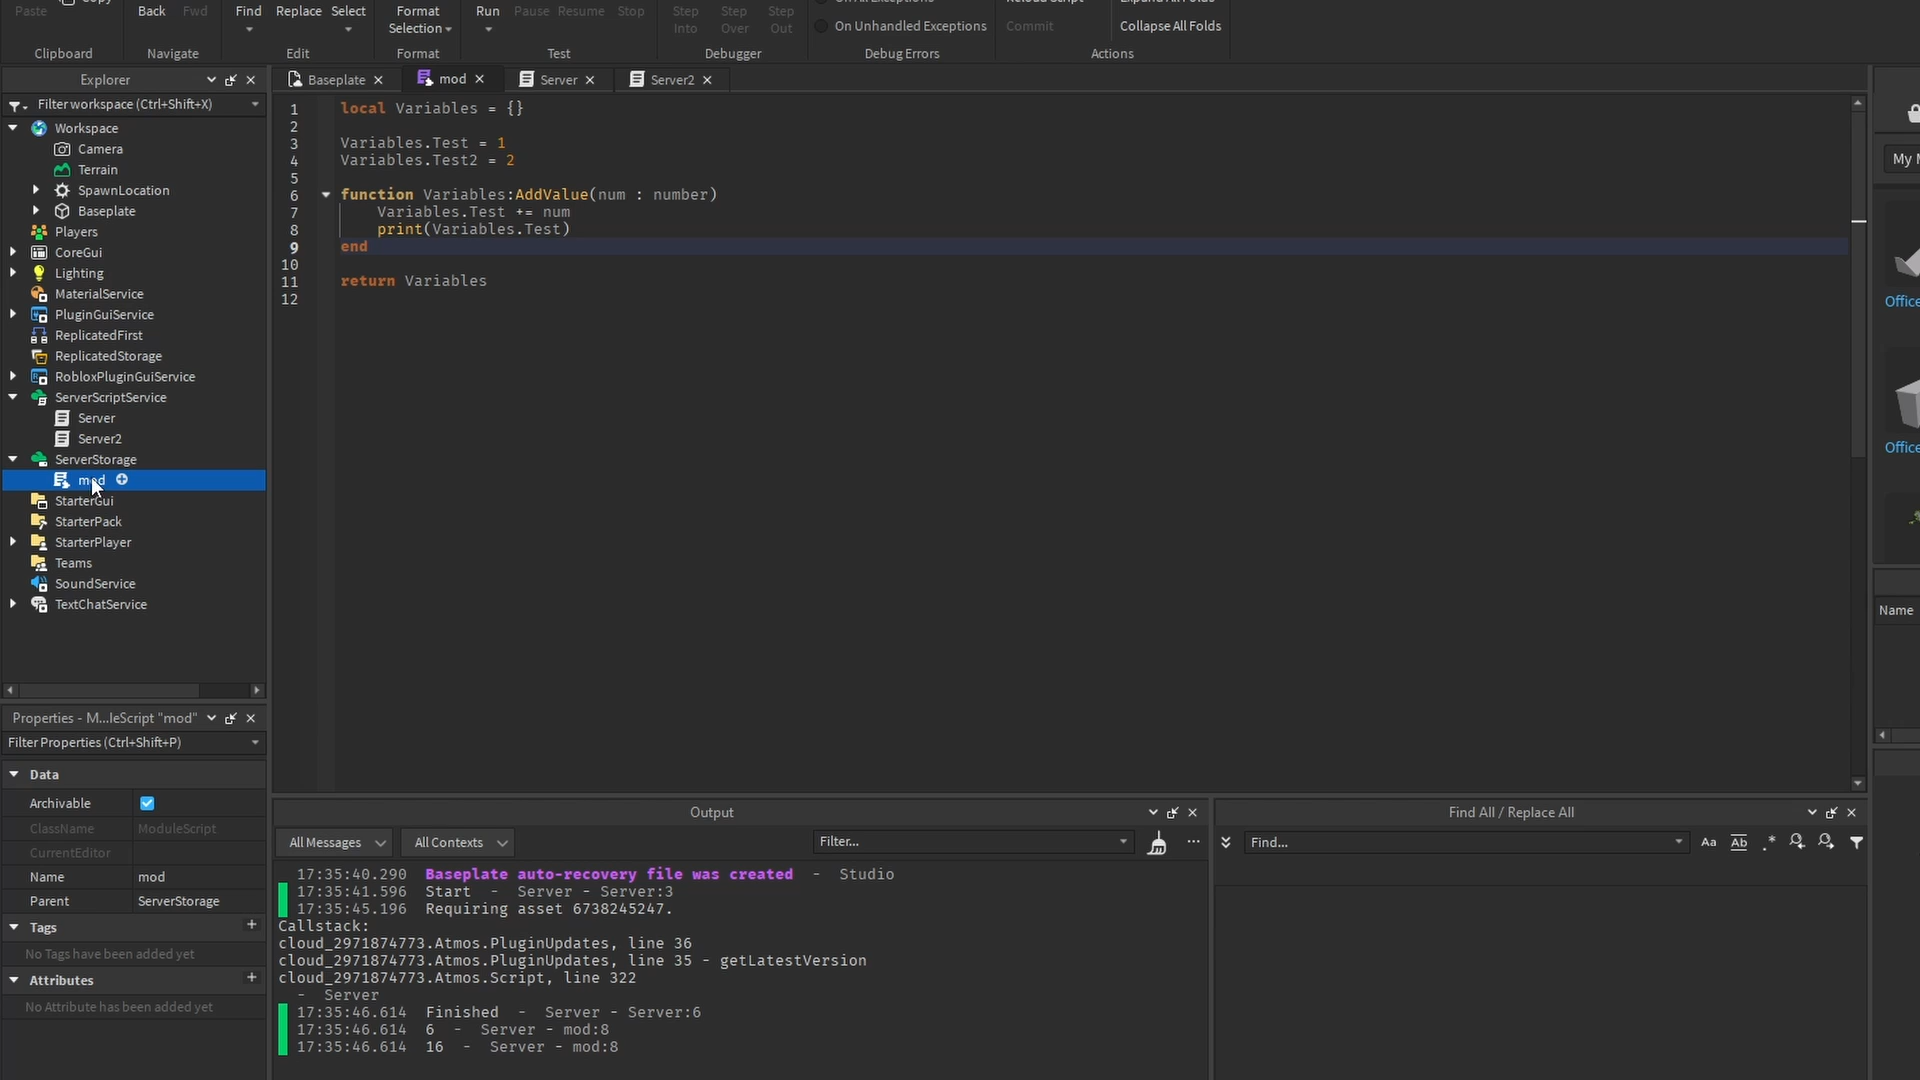 Paste
Back Fwd
Find Replace Select
Format Selection
Run Pause Resume Stop
Step Into
Step Over
Step Out
On Unhandled Exceptions
Commit
Collapse All Folds
Clipboard Navigate Edit Format Test Debugger Debug Errors Actions
Explorer
Filter workspace (Ctrl+Shift+X)
Workspace
Camera
Terrain
SpawnLocation
Baseplate
Players
CoreGui
Lighting
MaterialService
PluginGuiService
ReplicatedFirst
ReplicatedStorage
RobloxPluginGuiService
ServerScriptService
Server
Server2
ServerStorage
mod
StarterGui
StarterPack
StarterPlayer
Teams
SoundService
TextChatService
Baseplate mod Server Server2
1 local Variables = {}
2
3 Variables.Test = 1
4 Variables.Test2 = 2
5
6 function Variables:AddValue(num : number)
7 Variables.Test += num
8 print(Variables.Test)
9 end
10
11 return Variables
12
My
Office
Office
Name
Properties - M...leScript "mod"
Filter Properties (Ctrl+Shift+P)
Data
Archivable
ClassName ModuleScript
CurrentEditor
Name mod
Parent ServerStorage
Tags
No Tags have been added yet
Attributes
No Attribute has been added yet
Output
All Messages All Contexts Filter... ...
17:35:40.290 Baseplate auto-recovery file was created - Studio
17:35:41.596 Start - Server - Server:3
17:35:45.196 Requiring asset 6738245247.
Callstack:
cloud_2971874773.Atmos.PluginUpdates, line 36
cloud_2971874773.Atmos.PluginUpdates, line 35 - getLatestVersion
cloud_2971874773.Atmos.Script, line 322
- Server
17:35:46.614 Finished - Server - Server:6
17:35:46.614 6 - Server - mod:8
17:35:46.614 16 - Server - mod:8
Find All / Replace All
Find... Aa Ab .*